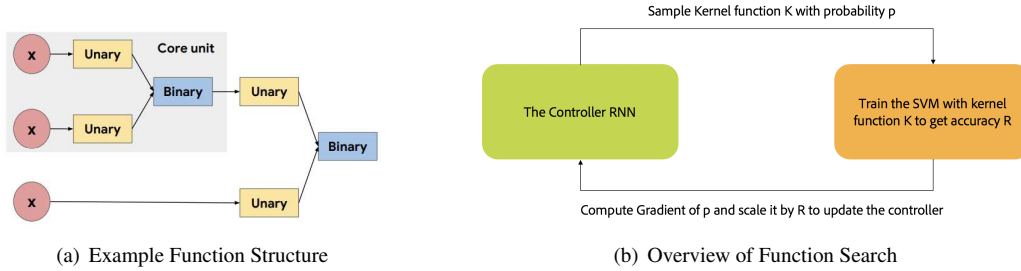 x
Unary
Core unit
Binary
Unary
x
Unary
Binary
x
Unary
(a) Example Function Structure
Sample Kernel function K with probability p
The Controller RNN
Train the SVM with kernel
function K to get accuracy R
Compute Gradient of p and scale it by R to update the controller
(b) Overview of Function Search